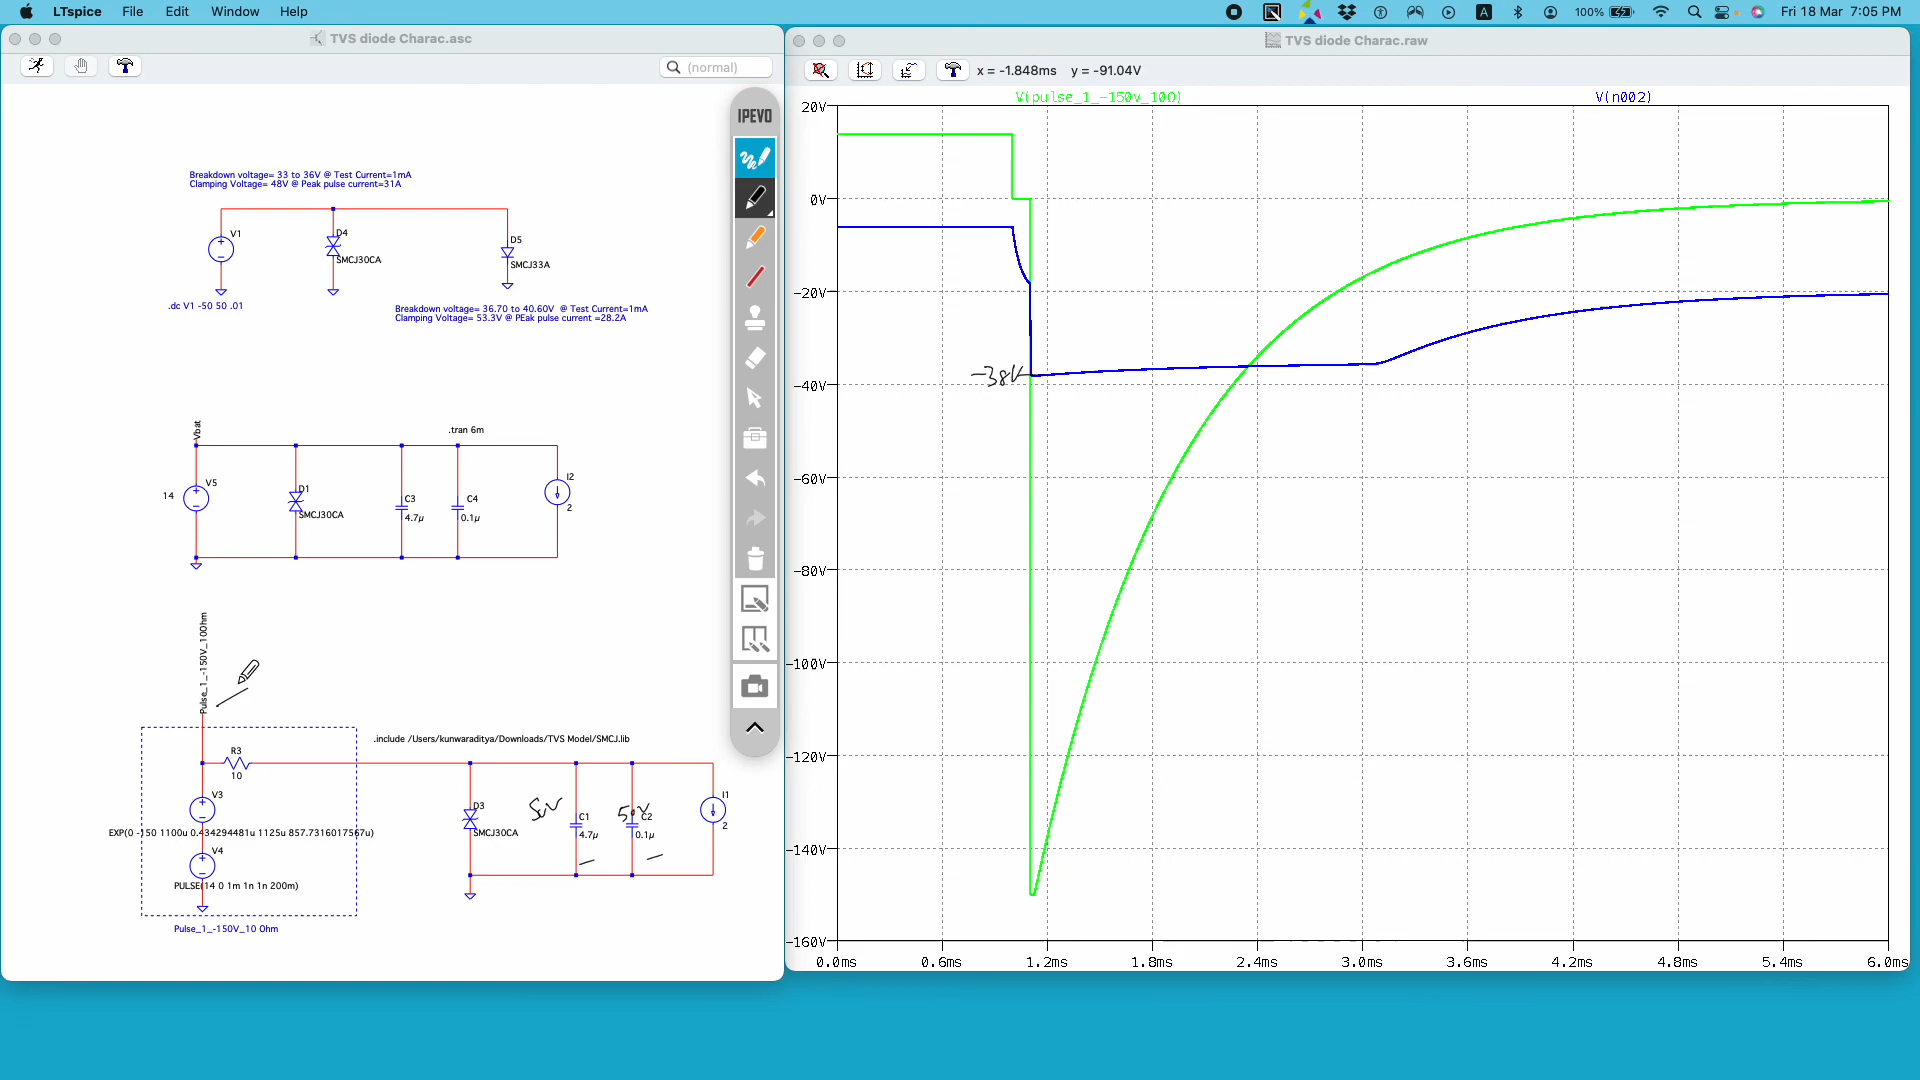 LTspice File Edit Window Help
100% Fri 18 Mar 7:05 PM
TVS diode Charac.asc
(normal)
IPEVO
Breakdown voltage= 33 to 36V @ Test Current=1mA
Clamping Voltage= 48V @ Peak pulse current=31A
V1
D4
SMCJ30CA
D5
SMCJ33A
.dc V1 -50 50 .01
Breakdown voltage= 36.70 to 40.60V @ Test Current=1mA
Clamping Voltage= 53.3V @ PEak pulse current =28.2A
Vbat
.tran 6m
V5
14
D1
SMCJ30CA
C3
4.7µ
C4
0.1µ
I2
2
Pulse_1_-150V_10Ohm
.include /Users/kunwaraditya/Downloads/TVS Model/SMCJ.lib
R3
10
V3
EXP(0 -150 1100u 0.434294481u 1125u 857.7316017567u)
V4
PULSE(14 0 1m 1n 1n 200m)
Pulse_1_-150V_10 Ohm
D3
SMCJ30CA
50V
C1
4.7µ
50V
C2
0.1µ
I1
2
TVS diode Charac.raw
x = -1.848ms y = -91.04V
V(pulse_1_-150v_10Ω)
V(n002)
20V
0V
-20V
-38V
-40V
-60V
-80V
-100V
-120V
-140V
-160V
0.0ms 0.6ms 1.2ms 1.8ms 2.4ms 3.0ms 3.6ms 4.2ms 4.8ms 5.4ms 6.0ms